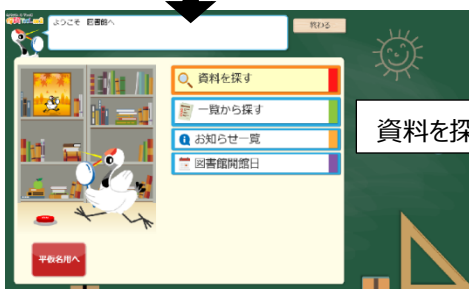 ようこそ 図書館へ
終わる
資料を探す
一覧から探す
お知らせ一覧
図書館開館日
平仮名用へ
資料を探